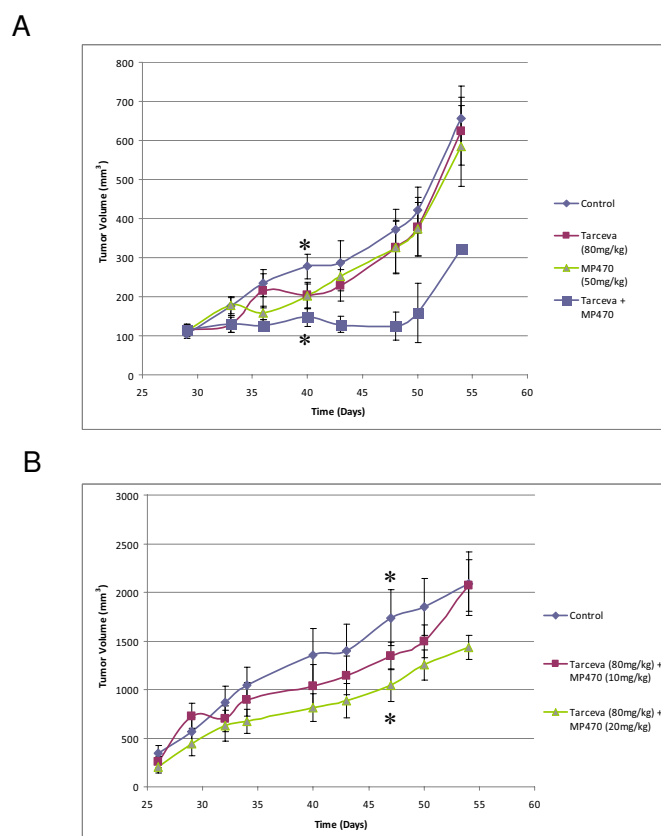 A
800
700
600
500
400
300
200
100
0
Tumor Volume (mm³)
*
*
25 30 35 40 45 50 55 60
Time (Days)
Control
Tarceva
(80mg/kg)
MP470
(50mg/kg)
Tarceva +
MP470
B
3000
2500
2000
1500
1000
500
0
Tumor Volume (mm³)
*
*
25 30 35 40 45 50 55 60
Time (Days)
Control
Tarceva (80mg/kg) +
MP470 (10mg/kg)
Tarceva (80mg/kg) +
MP470 (20mg/kg)